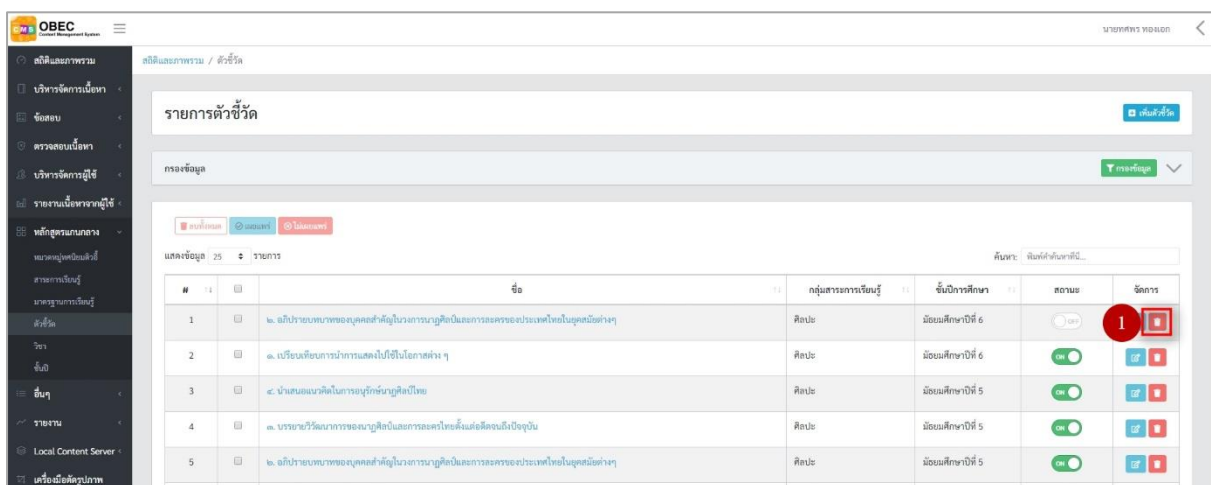 CMS OBEC
Content Management System
นายทศพร ทองเอก
สถิติและภาพรวม
บริหารจัดการเนื้อหา
ข้อสอบ
ตรวจสอบเนื้อหา
บริหารจัดการผู้ใช้
รายงานเนื้อหาจากผู้ใช้
หลักสูตรแกนกลาง
หมวดหมู่ทศนิยมดิวอี้
สาระการเรียนรู้
มาตรฐานการเรียนรู้
ตัวชี้วัด
วิชา
ชั้นปี
อื่นๆ
รายงาน
Local Content Server
เครื่องมือตัดรูปภาพ
สถิติและภาพรวม / ตัวชี้วัด
รายการตัวชี้วัด
เพิ่มตัวชี้วัด
กรองข้อมูล
กรองข้อมูล
ลบทั้งหมด เผยแพร่ ไม่เผยแพร่
แสดงข้อมูล 25 รายการ
ค้นหา: พิมพ์คำค้นหาที่นี่...
# ชื่อ กลุ่มสาระการเรียนรู้ ชั้นปีการศึกษา สถานะ จัดการ
1 ๒. อภิปรายบทบาทของบุคคลสำคัญในวงการนาฏศิลป์และการละครของประเทศไทยในยุคสมัยต่างๆ ศิลปะ มัธยมศึกษาปีที่ 6 OFF 1
2 ๑. เปรียบเทียบการนำการแสดงไปใช้ในโอกาสต่าง ๆ ศิลปะ มัธยมศึกษาปีที่ 6 ON
3 ๔. นำเสนอแนวคิดในการอนุรักษ์นาฏศิลป์ไทย ศิลปะ มัธยมศึกษาปีที่ 5 ON
4 ๓. บรรยายวิวัฒนาการของนาฏศิลป์และการละครไทยตั้งแต่อดีตจนถึงปัจจุบัน ศิลปะ มัธยมศึกษาปีที่ 5 ON
5 ๒. อภิปรายบทบาทของบุคคลสำคัญในวงการนาฏศิลป์และการละครของประเทศไทยในยุคสมัยต่างๆ ศิลปะ มัธยมศึกษาปีที่ 5 ON